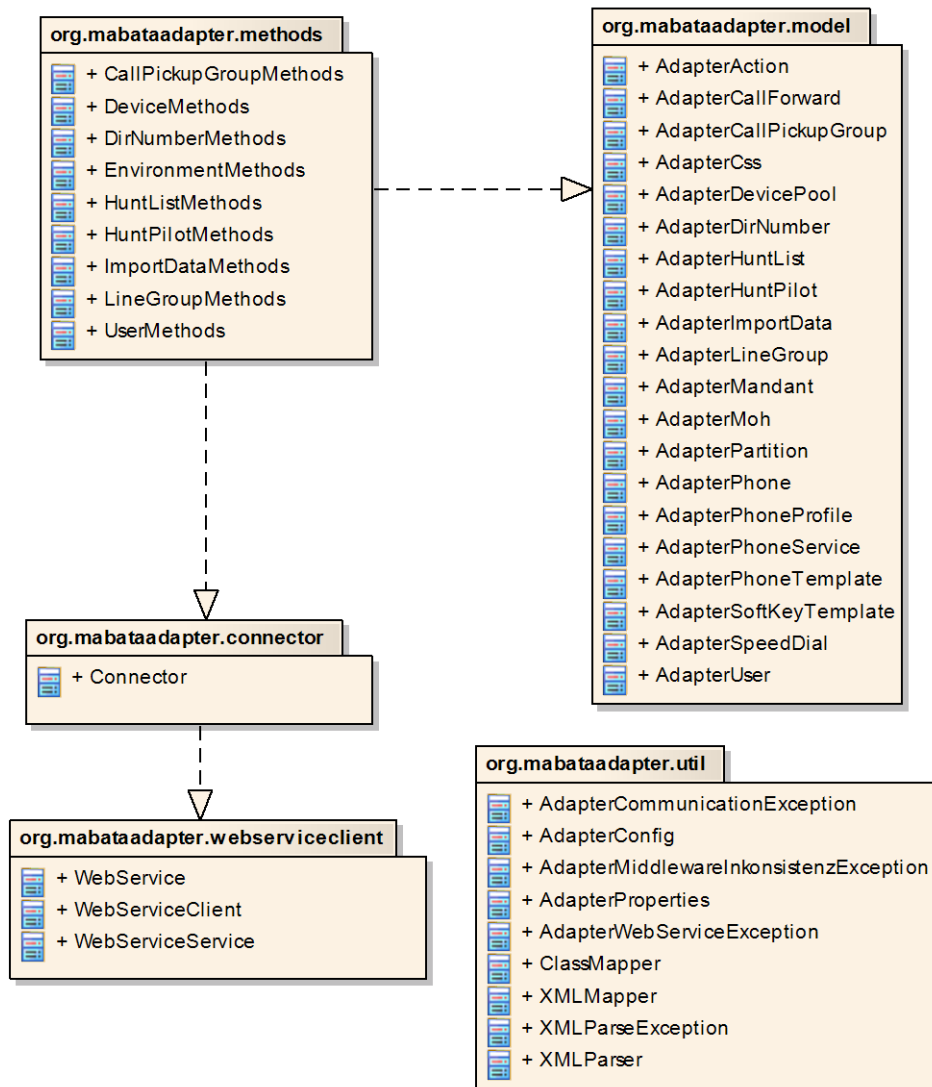 org.mabataadapter.methods
+ CallPickupGroupMethods
+ DeviceMethods
+ DirNumberMethods
+ EnvironmentMethods
+ HuntListMethods
+ HuntPilotMethods
+ ImportDataMethods
+ LineGroupMethods
+ UserMethods
org.mabataadapter.model
+ AdapterAction
+ AdapterCallForward
+ AdapterCallPickupGroup
+ AdapterCss
+ AdapterDevicePool
+ AdapterDirNumber
+ AdapterHuntList
+ AdapterHuntPilot
+ AdapterImportData
+ AdapterLineGroup
+ AdapterMandant
+ AdapterMoh
+ AdapterPartition
+ AdapterPhone
+ AdapterPhoneProfile
+ AdapterPhoneService
+ AdapterPhoneTemplate
+ AdapterSoftKeyTemplate
+ AdapterSpeedDial
+ AdapterUser
org.mabataadapter.connector
+ Connector
org.mabataadapter.webserviceclient
+ WebService
+ WebServiceClient
+ WebServiceService
org.mabataadapter.util
+ AdapterCommunicationException
+ AdapterConfig
+ AdapterMiddlewareInkonsistenzException
+ AdapterProperties
+ AdapterWebServiceException
+ ClassMapper
+ XMLMapper
+ XMLParseException
+ XMLParser